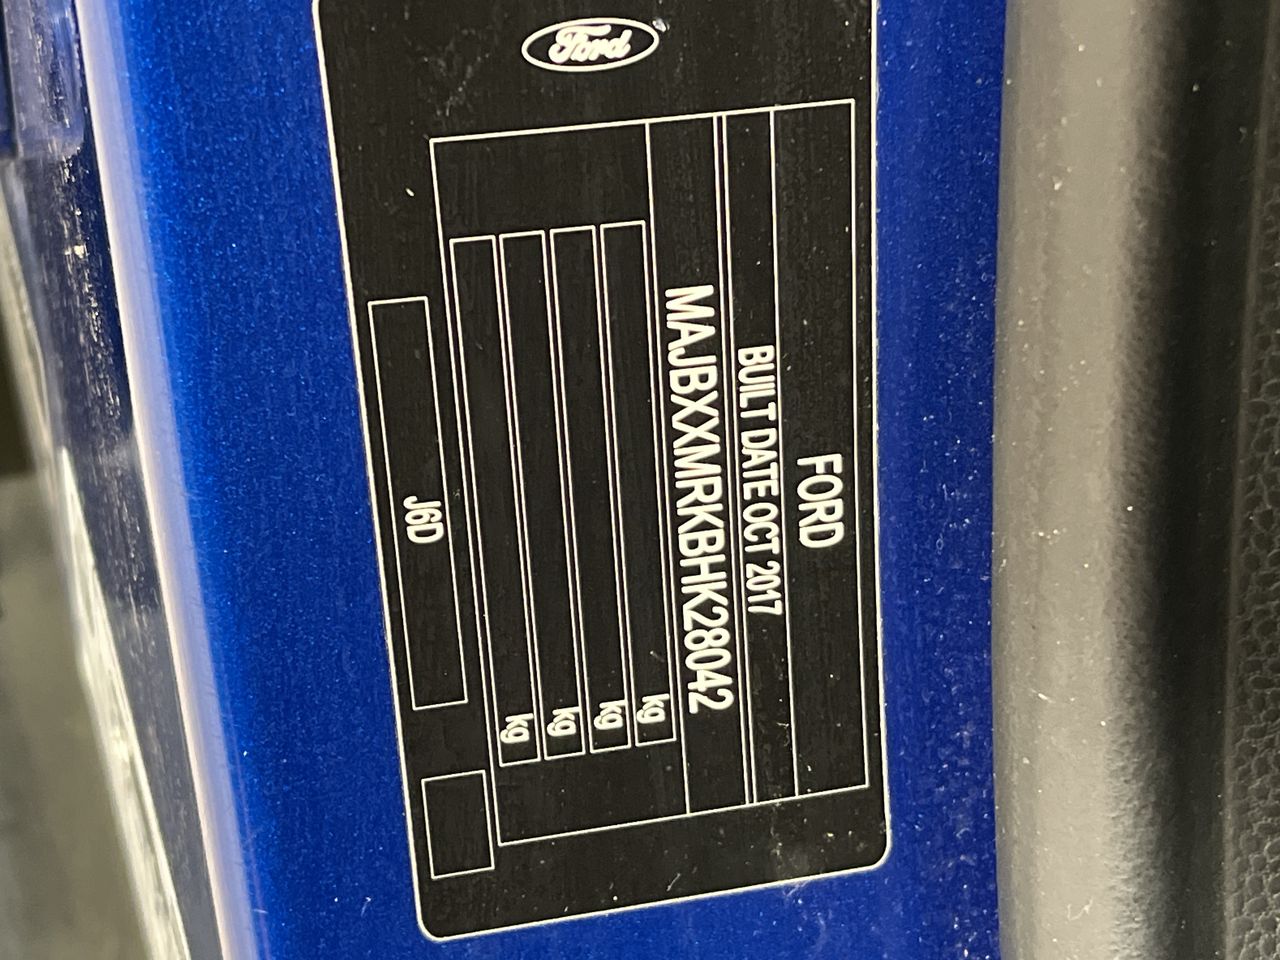 Ford
FORD
BUILT DATE OCT 2017
MAJBXXMRKBHK28042
kg
kg
kg
kg
J6D